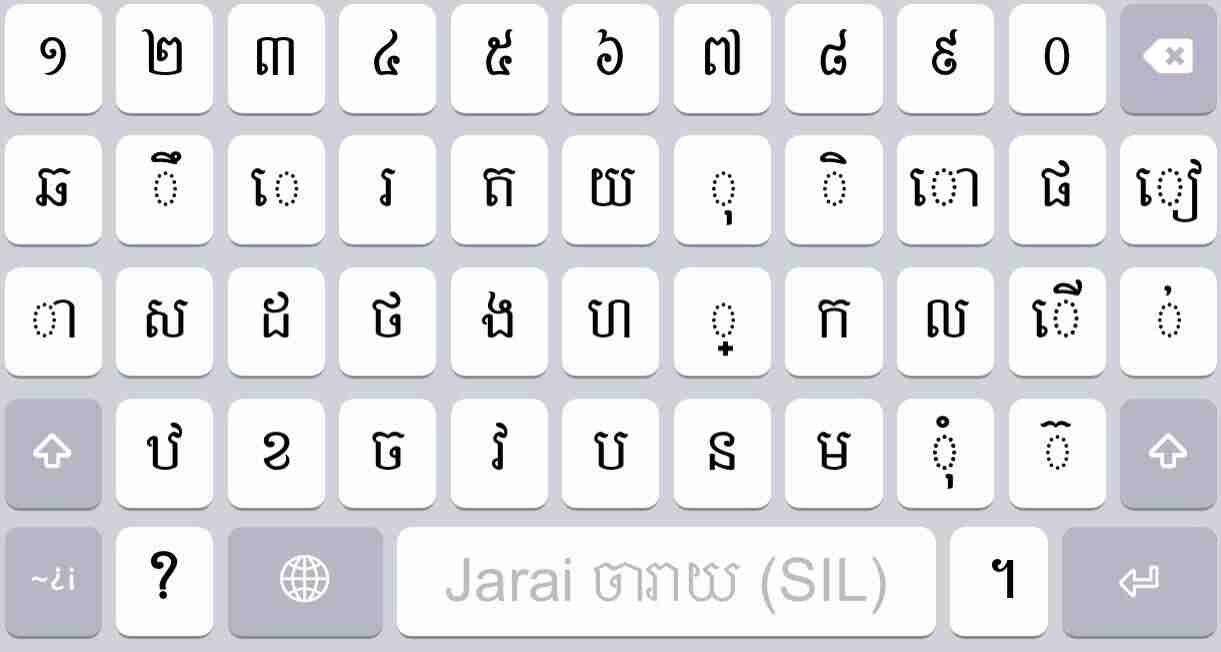 ១ ២ ៣ ៤ ៥ ៦ ៧ ៨ ៩ ០
ឆ ◌ឹ ◌េ រ ត យ ◌ុ ◌ិ ◌ោ ផ ◌ៀ
◌ា ស ដ ថ ង ហ ◌្ ក ល ◌ើ ◌់
ឋ ខ ច វ ប ន ម ◌ុំ ◌៊
~¿¡ ? Jarai ចារាយ (SIL) ។